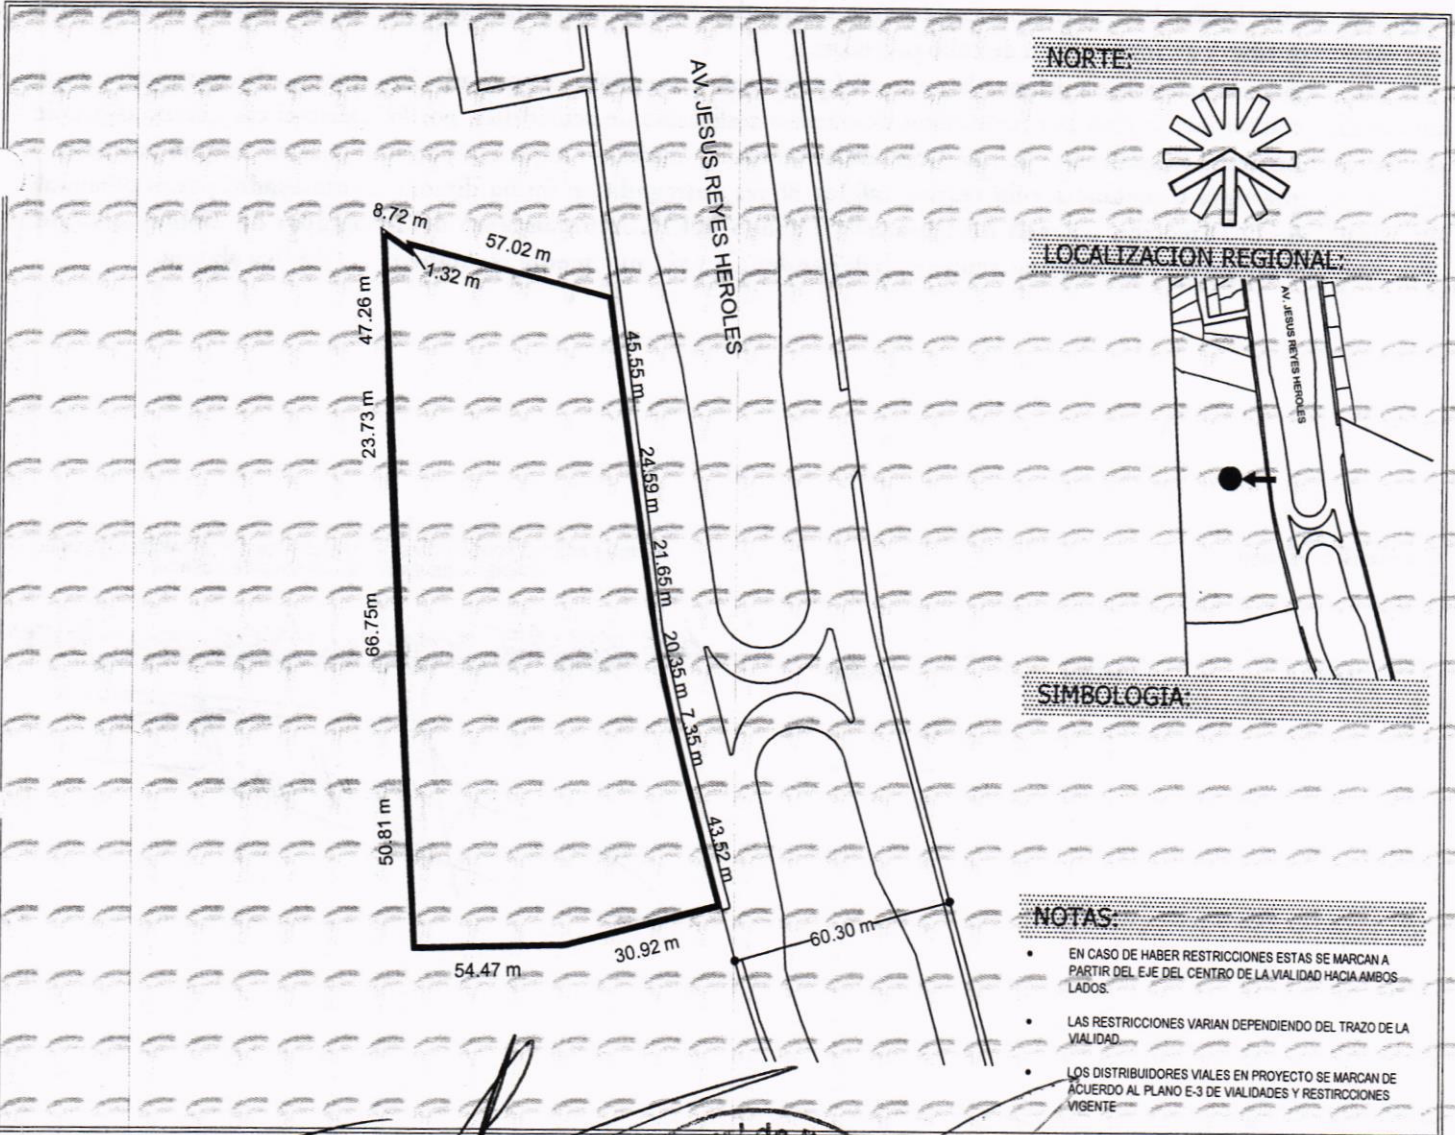 NORTE:
LOCALIZACION REGIONAL:
AV. JESUS REYES HEROLES
SIMBOLOGIA:
NOTAS:
• EN CASO DE HABER RESTRICCIONES ESTAS SE MARCAN A
PARTIR DEL EJE DEL CENTRO DE LA VIALIDAD HACIA AMBOS
LADOS.
• LAS RESTRICCIONES VARIAN DEPENDIENDO DEL TRAZO DE LA
VIALIDAD.
• LOS DISTRIBUIDORES VIALES EN PROYECTO SE MARCAN DE
ACUERDO AL PLANO E-3 DE VIALIDADES Y RESTIRCCIONES
VIGENTE
AV. JESUS REYES HEROLES
8.72 m
57.02 m
1.32 m
47.26 m
45.55 m
23.73 m
24.59 m
21.65 m
66.75m
20.35 m
7.35 m
50.81 m
43.52 m
54.47 m
30.92 m
60.30 m